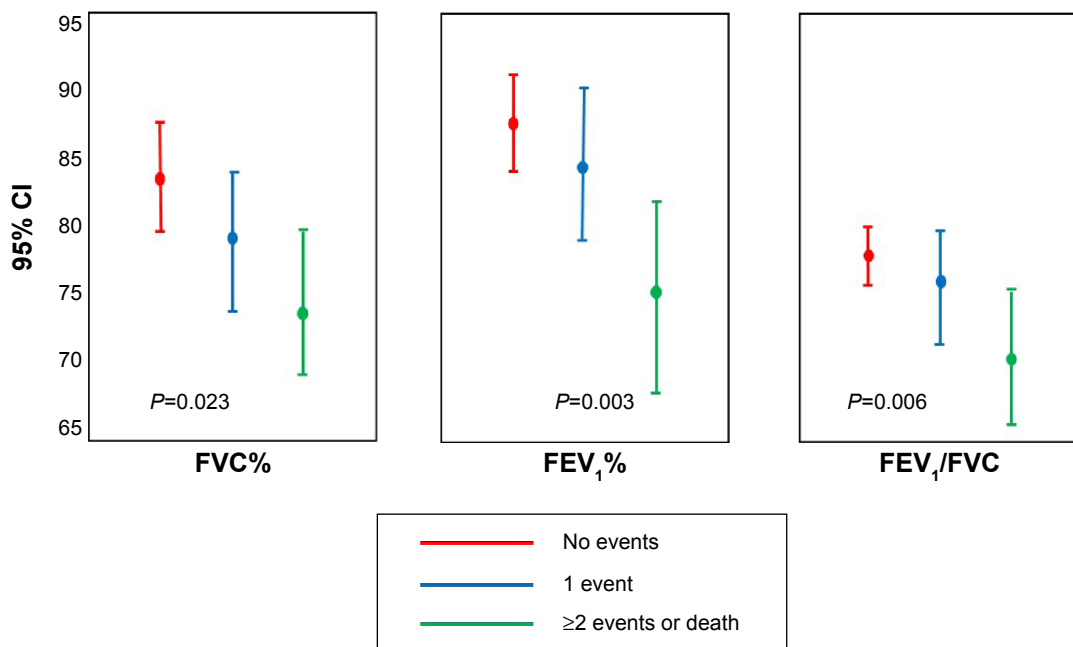 95
90
85
80
75
70
65
95% CI
P=0.023
P=0.003
P=0.006
FVC%
FEV₁%
FEV₁/FVC
No events
1 event
≥2 events or death